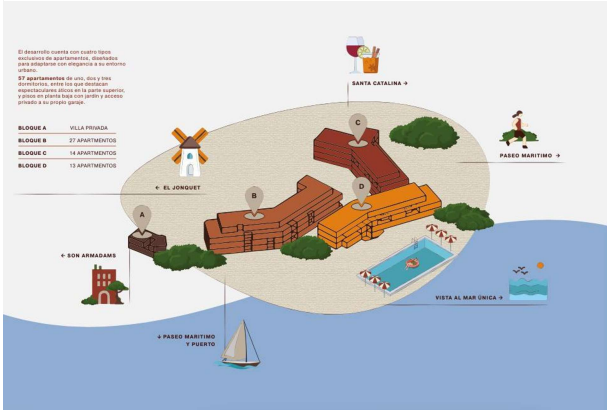 El desarrollo cuenta con cuatro tipos
exclusivos de apartamentos, diseñados
para adaptarse con elegancia a su entorno
urbano.
57 apartamentos de uno, dos y tres
dormitorios, entre los que destacan
espectaculares áticos en la parte superior,
y pisos en planta baja con jardín y acceso
privado a su propio garaje.
BLOQUE A VILLA PRIVADA
BLOQUE B 27 APARTAMENTOS
BLOQUE C 14 APARTAMENTOS
BLOQUE D 13 APARTAMENTOS
SANTA CATALINA →
PASEO MARITIMO →
← EL JONQUET
C
D
B
A
← SON ARMADAMS
VISTA AL MAR ÚNICA →
↓ PASEO MARITIMO
Y PUERTO